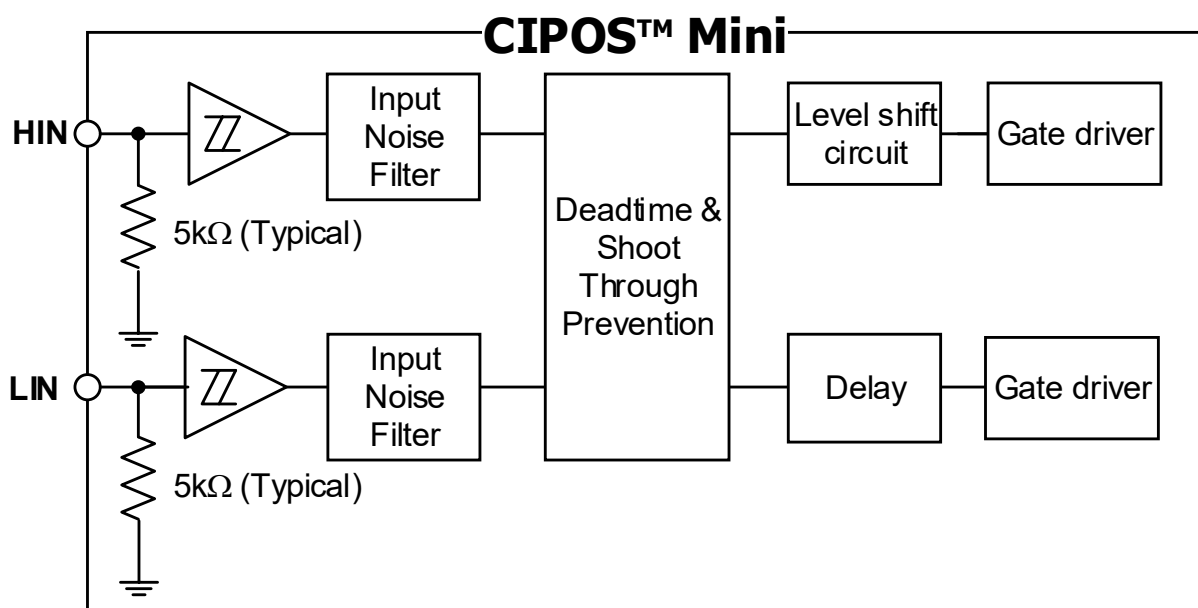 CIPOS™ Mini
HIN
Input
Noise
Filter
Level shift
circuit
Gate driver
5kΩ (Typical)
Deadtime &
Shoot
Through
Prevention
LIN
Input
Noise
Filter
Delay
Gate driver
5kΩ (Typical)